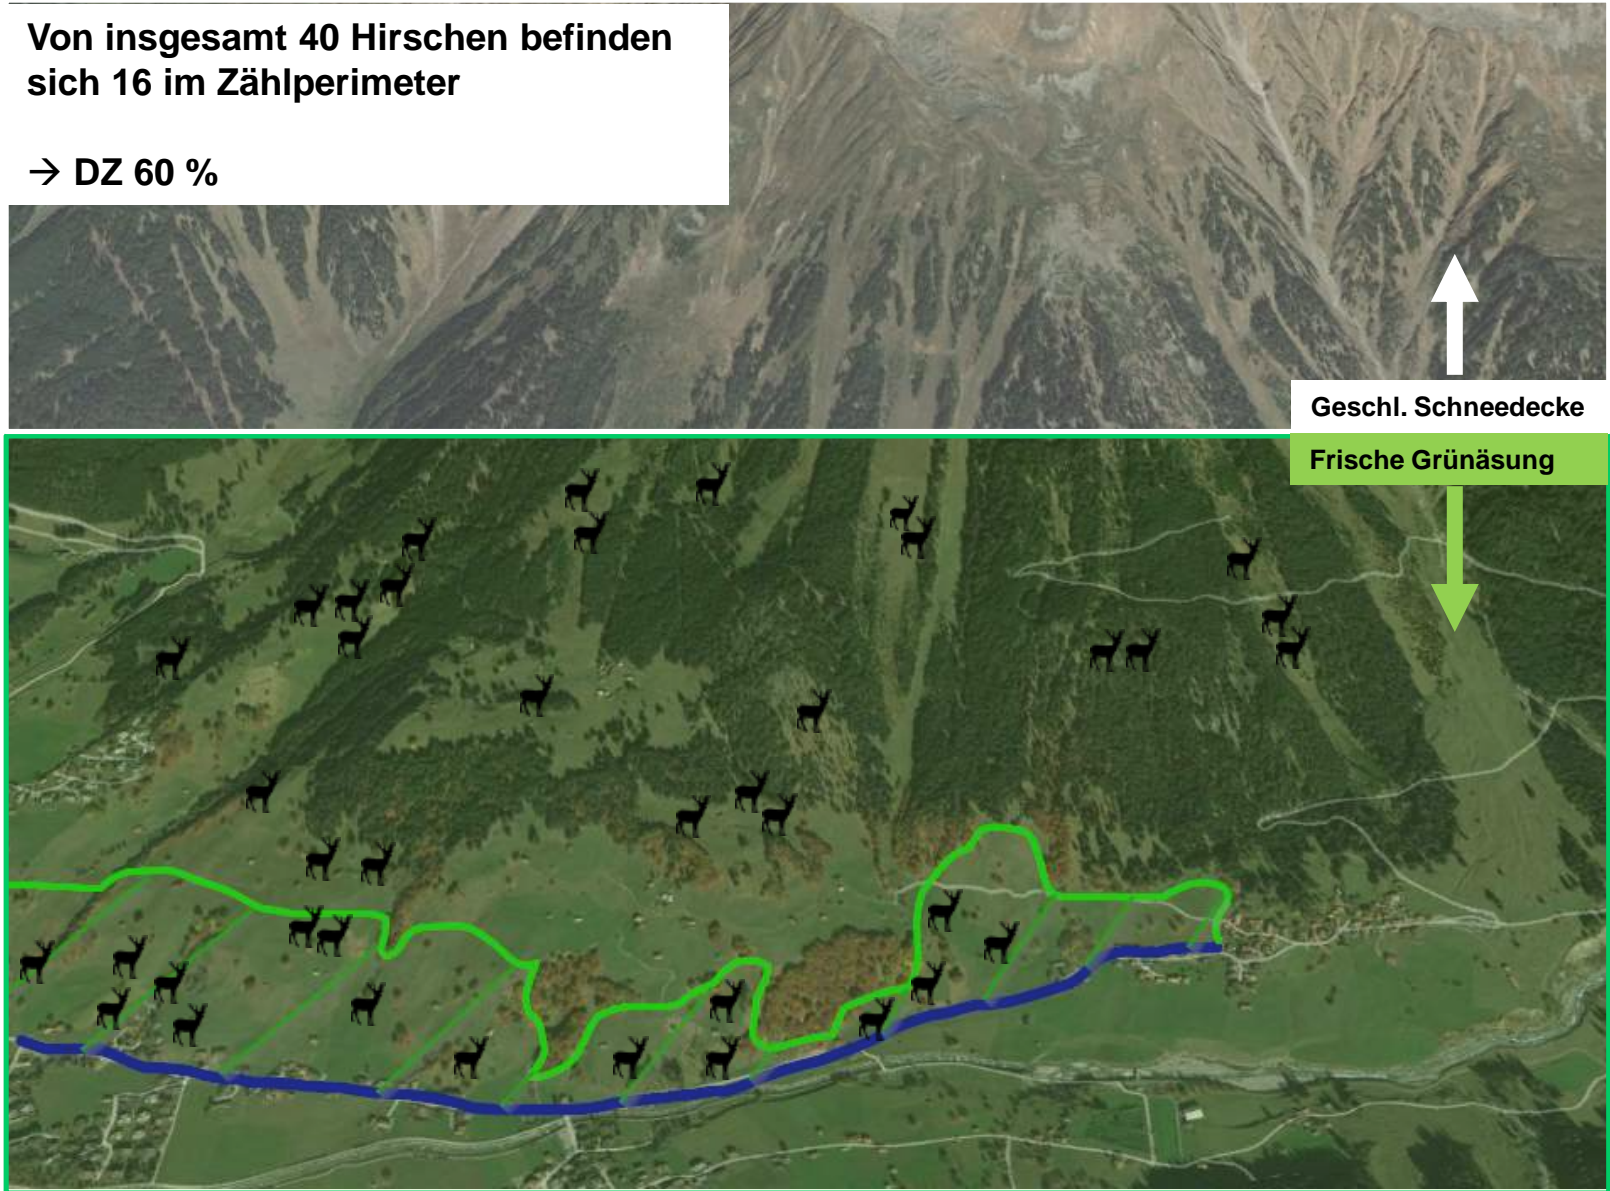 Von insgesamt 40 Hirschen befinden
sich 16 im Zählperimeter
→ DZ 60 %
Geschl. Schneedecke
Frische Grünäsung